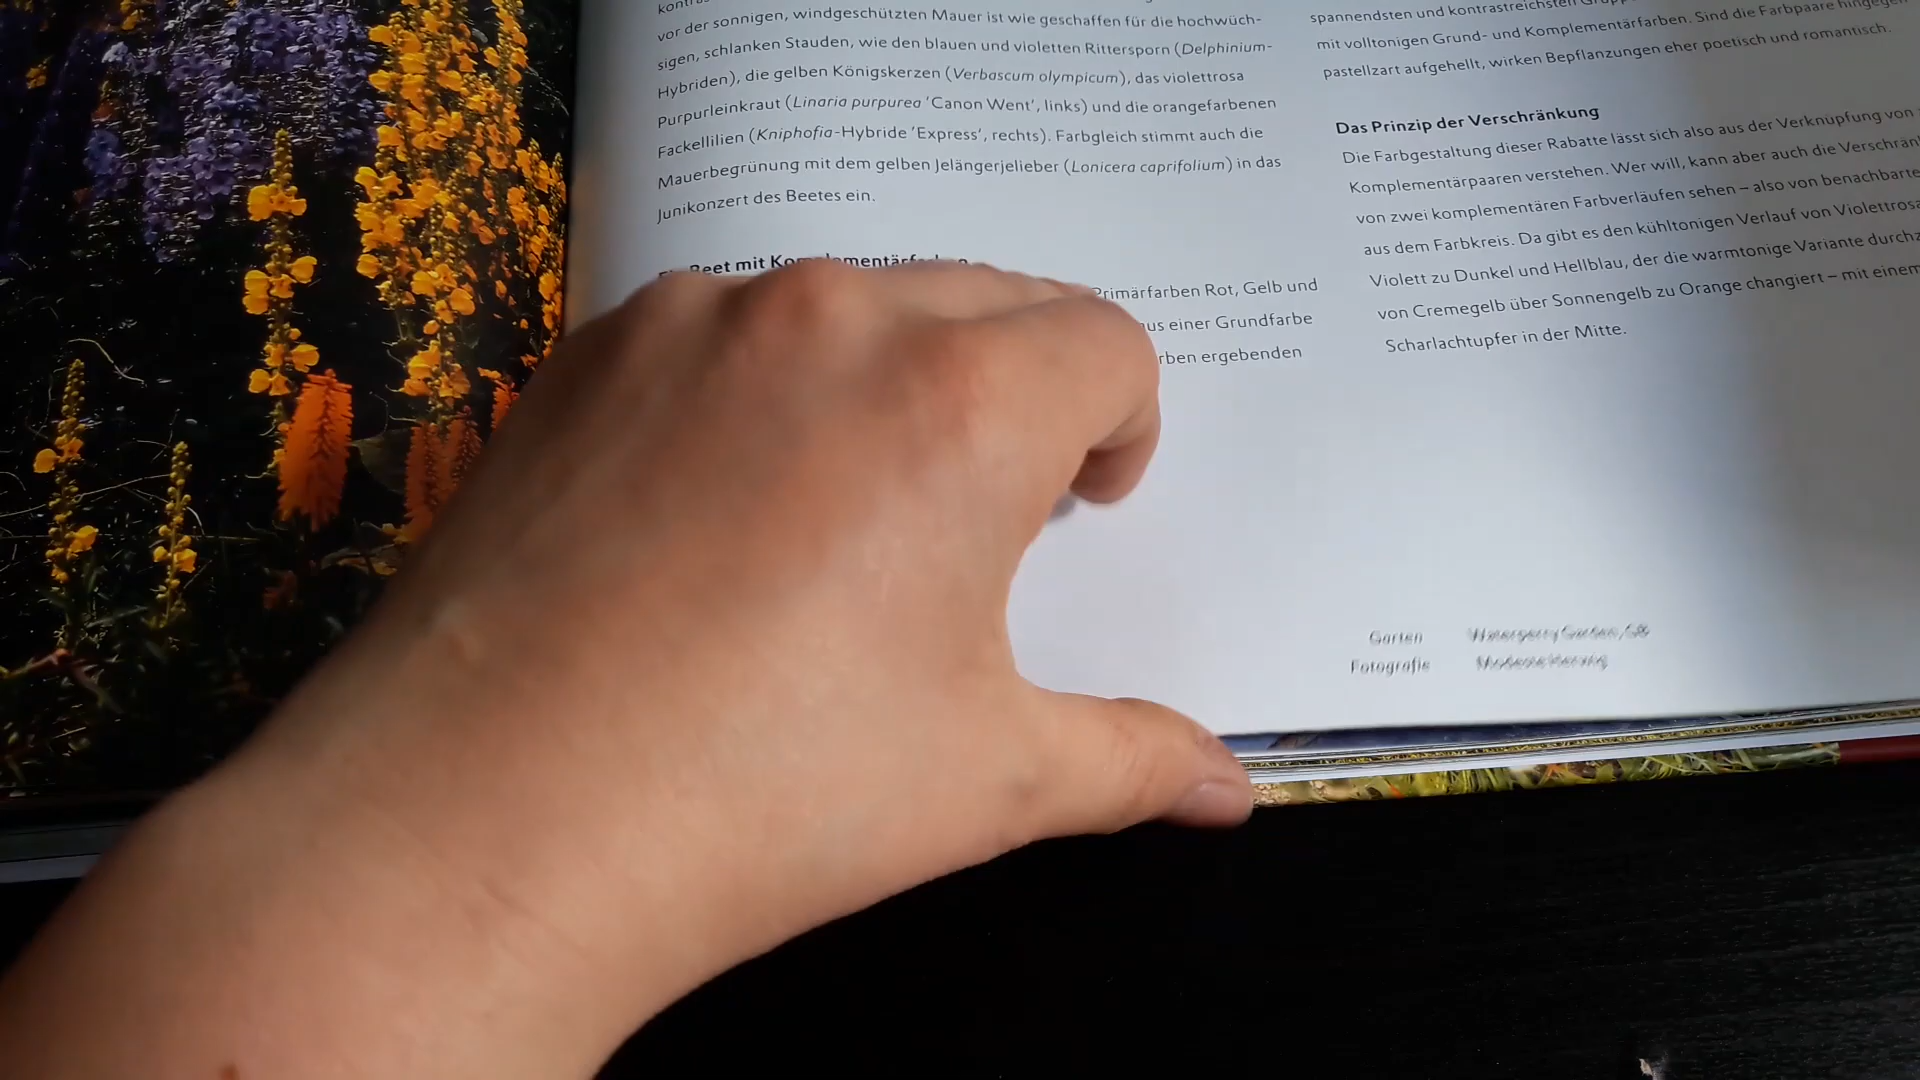 vor der sonnigen, windgeschützten Mauer ist wie geschaffen für die hochwüch-
sigen, schlanken Stauden, wie den blauen und violetten Rittersporn (Delphinium-
Hybriden), die gelben Königskerzen (Verbascum olympicum), das violettrosa
Purpurleinkraut (Linaria purpurea 'Canon Went', links) und die orangefarbenen
Fackellilien (Kniphofia-Hybride 'Express', rechts). Farbgleich stimmt auch die
Mauerbegrünung mit dem gelben Jelängerjelieber (Lonicera caprifolium) in das
Junikonzert des Beetes ein.
Beet mit
Primärfarben Rot, Gelb und
einer Grundfarbe
ergebenden
spannendsten und kontrastreichsten
mit volltonigen Grund- und Komplementärfarben. Sind die Farbpaare hingegen
pastellzart aufgehellt, wirken Bepflanzungen eher poetisch und romantisch.
Das Prinzip der Verschränkung
Die Farbgestaltung dieser Rabatte lässt sich also aus der Verknüpfung von
Komplementärpaaren verstehen. Wer will, kann aber auch die
von zwei komplementären Farbverläufen sehen – also von
aus dem Farbkreis. Da gibt es den kühltonigen Verlauf von Violettrosa
Violett zu Dunkel und Hellblau, der die warmtonige Variante
von Cremegelb über Sonnengelb zu Orange changiert – mit einem
Scharlachtupfer in der Mitte.
Garten
Fotografie